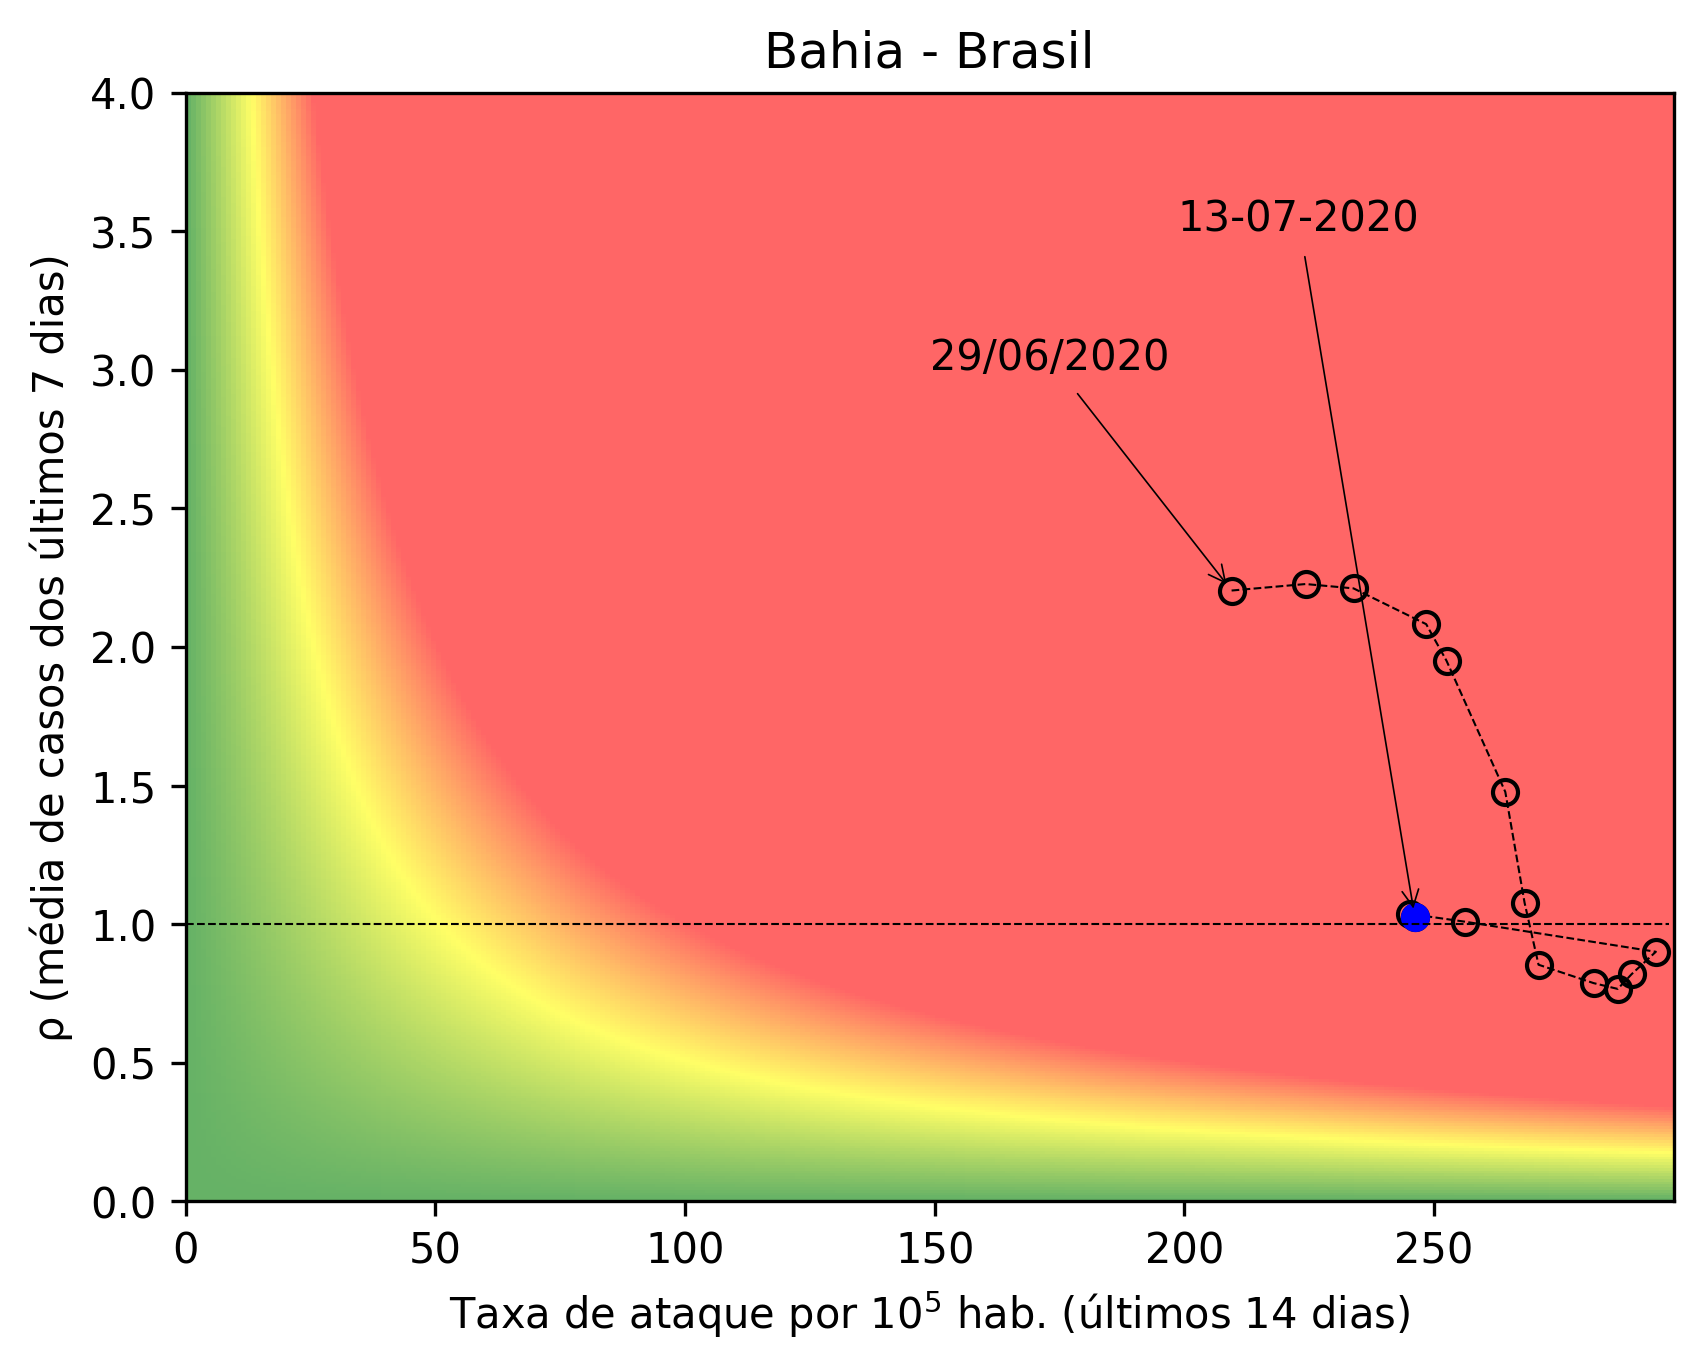 Bahia - Brasil
4.0
3.5
3.0
2.5
2.0
1.5
1.0
0.5
0.0
ρ (média de casos dos últimos 7 dias)
13-07-2020
29/06/2020
0 50 100 150 200 250
Taxa de ataque por 10⁵ hab. (últimos 14 dias)